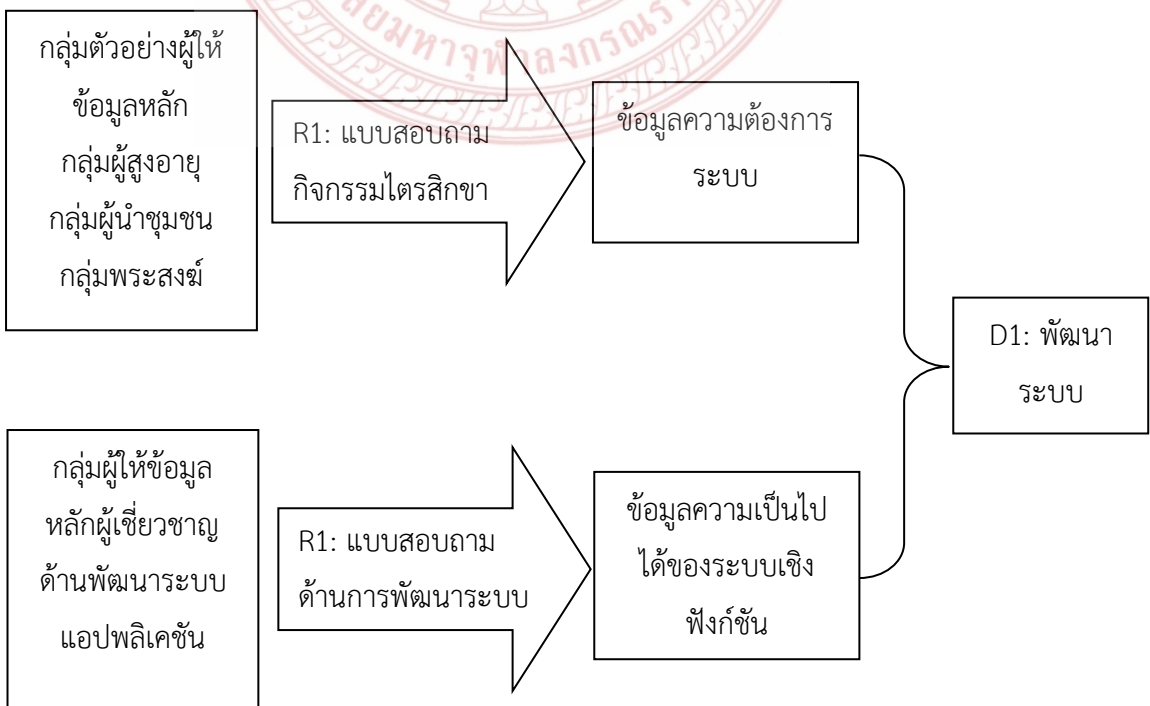 กลุ่มตัวอย่างผู้ให้
ข้อมูลหลัก
กลุ่มผู้สูงอายุ
กลุ่มผู้นำชุมชน
กลุ่มพระสงฆ์
R1: แบบสอบถาม
กิจกรรมไตรสิกขา
ข้อมูลความต้องการ
ระบบ
D1: พัฒนา
ระบบ
กลุ่มผู้ให้ข้อมูล
หลักผู้เชี่ยวชาญ
ด้านพัฒนาระบบ
แอปพลิเคชัน
R1: แบบสอบถาม
ด้านการพัฒนาระบบ
ข้อมูลความเป็นไป
ได้ของระบบเชิง
ฟังก์ชัน